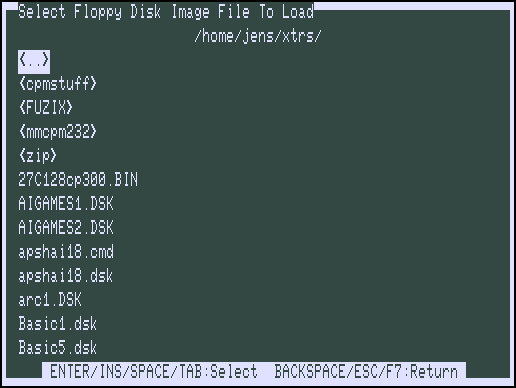 Select Floppy Disk Image File To Load
/home/jens/xtrs/
<..>
<cpmstuff>
<FUZIX>
<mmcpm232>
<zip>
27C128cp300.BIN
AIGAMES1.DSK
AIGAMES2.DSK
apshai18.cmd
apshai18.dsk
arc1.DSK
Basic1.dsk
Basic5.dsk
ENTER/INS/SPACE/TAB:Select  BACKSPACE/ESC/F7:Return